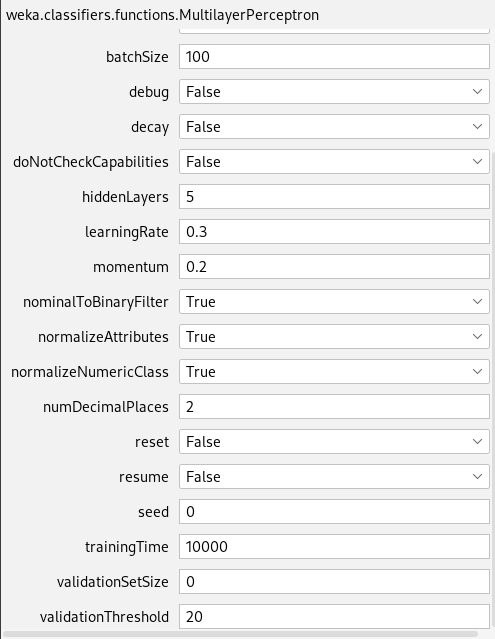 weka.classifiers.functions.MultilayerPerceptron
batchSize 100
debug False
decay False
doNotCheckCapabilities False
hiddenLayers 5
learningRate 0.3
momentum 0.2
nominalToBinaryFilter True
normalizeAttributes True
normalizeNumericClass True
numDecimalPlaces 2
reset False
resume False
seed 0
trainingTime 10000
validationSetSize 0
validationThreshold 20